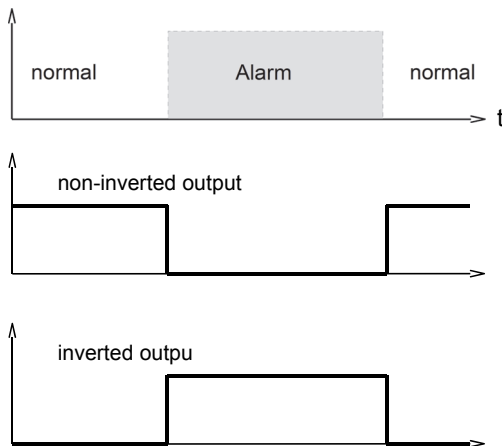 normal Alarm normal
t
non-inverted output
inverted outpu